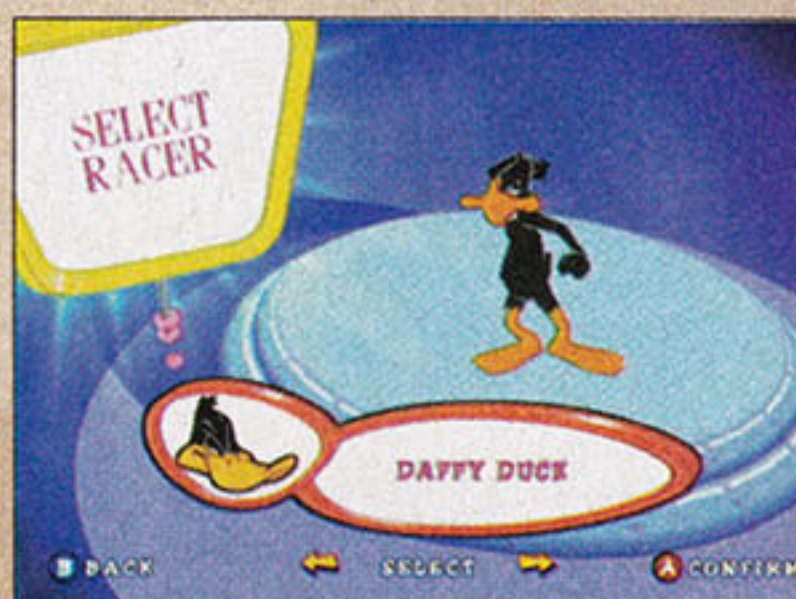 SELECT
RACER
DAFFY DUCK
B BACK
SELECT
A CONFIRM